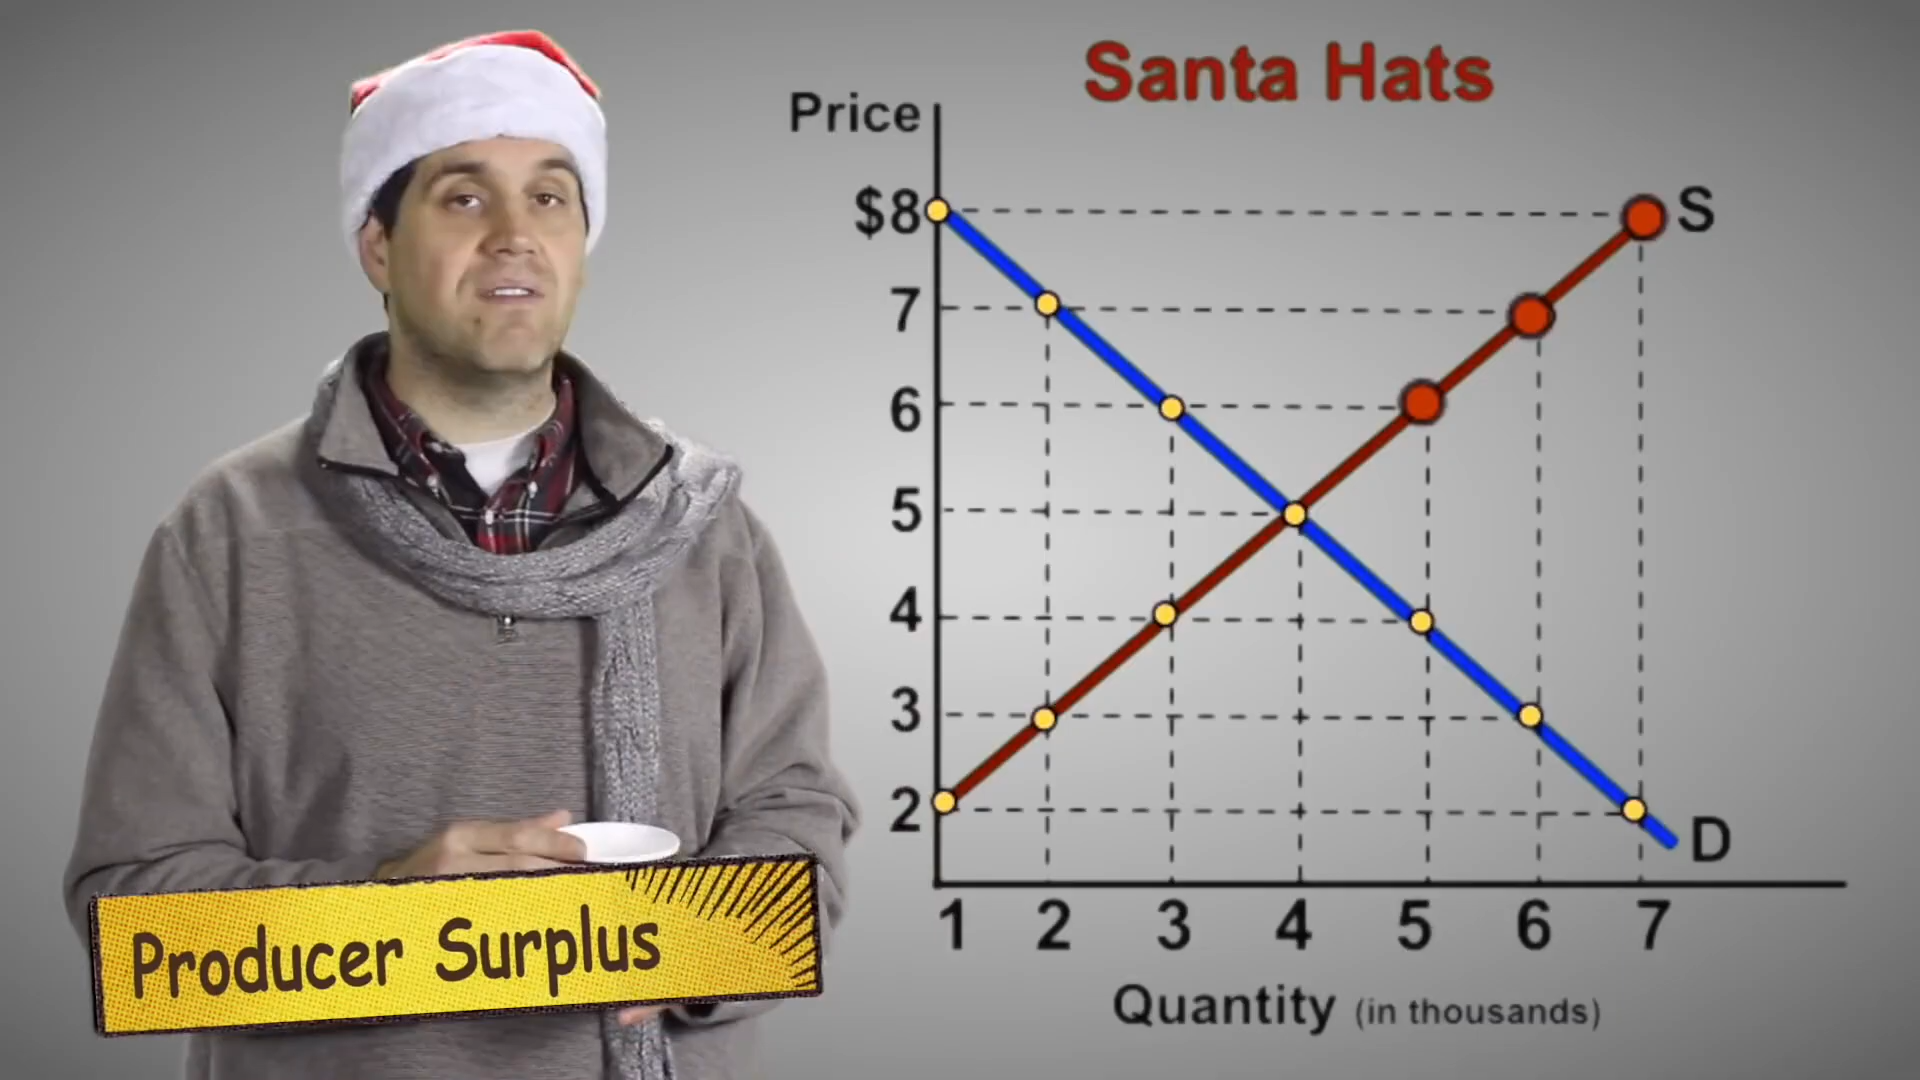 Santa Hats
Price
$8
7
6
5
4
3
2
S
D
1 2 3 4 5 6 7
Quantity (in thousands)
Producer Surplus